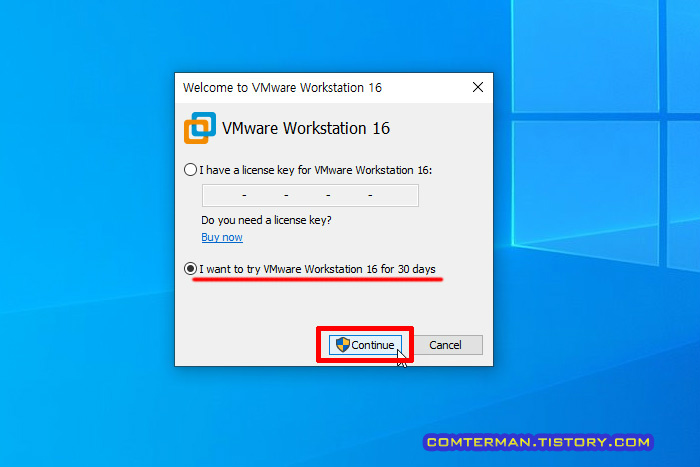 Welcome to VMware Workstation 16
VMware Workstation 16
I have a license key for VMware Workstation 16:
- - - -
Do you need a license key?
Buy now
I want to try VMware Workstation 16 for 30 days
Continue Cancel
COMTERMAN.TISTORY.COM